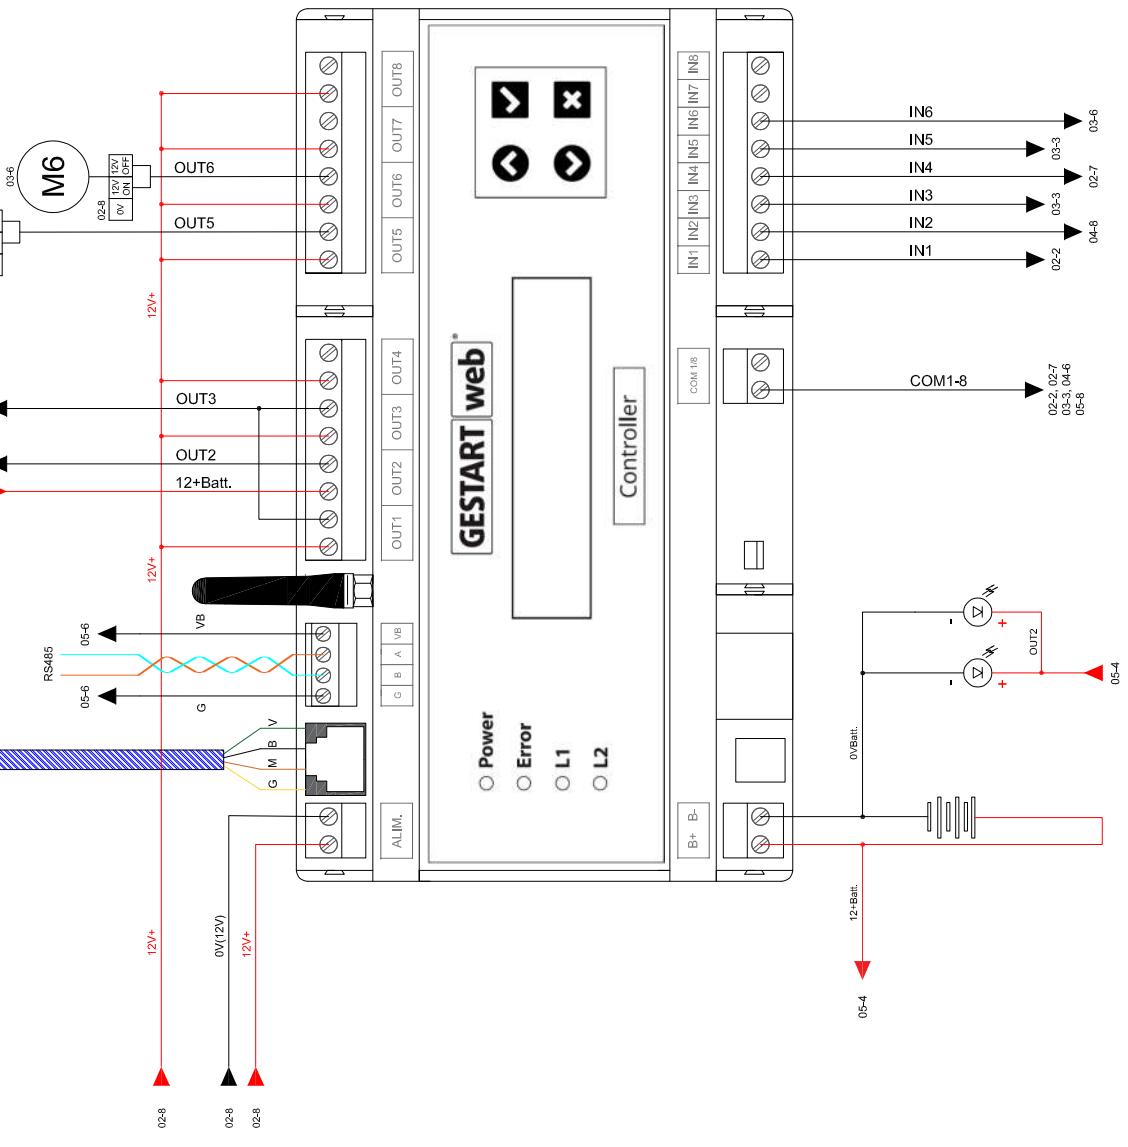 OUT8
OUT7
OUT6
OUT5
OUT4
OUT3
OUT2
OUT1
VB
A
B
G
ALIM.
IN8
IN7
IN6
IN5
IN4
IN3
IN2
IN1
COM 1/8
B-
B+
GESTART web
Controller
Power
Error
L1
L2
03-6
M6
12V OFF
12V ON
0V
02-8
OUT6
OUT5
12V+
OUT3
OUT2
12+Batt.
12V+
VB
05-6
RS485
05-6
G
V
B
M
G
12V+
0V(12V)
12V+
02-8
02-8
02-8
IN6
03-6
IN5
03-3
IN4
02-7
IN3
03-3
IN2
04-8
IN1
02-2
COM1-8
02-2, 02-7
03-3, 04-6
05-8
-
+
-
+
OUT2
05-4
0VBatt.
12+Batt.
05-4